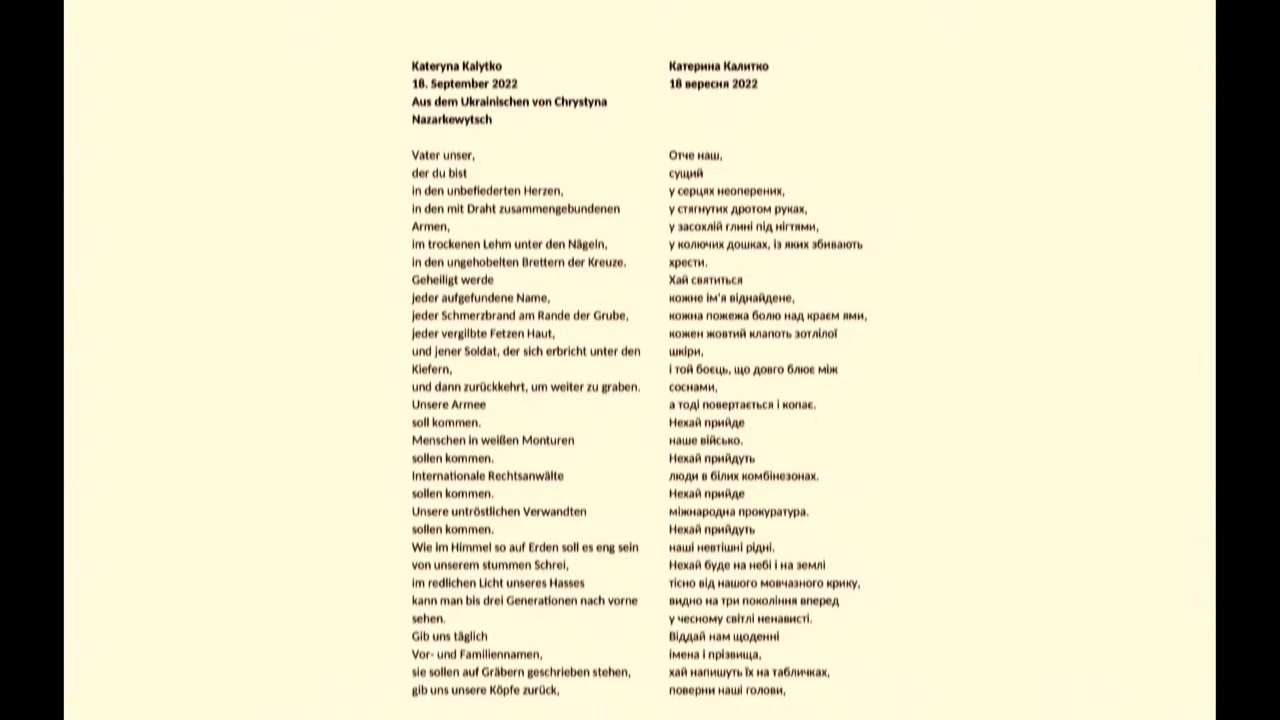 Kateryna Kalytko
18. September 2022
Aus dem Ukrainischen von Chrystyna
Nazarkewytsch
Vater unser,
der du bist
in den unbefiederten Herzen,
in den mit Draht zusammengebundenen
Armen,
im trockenen Lehm unter den Nägeln,
in den ungehobelten Brettern der Kreuze.
Geheiligt werde
jeder aufgefundene Name,
jeder Schmerzbrand am Rande der Grube,
jeder vergilbte Fetzen Haut,
und jener Soldat, der sich erbricht unter den
Kiefern,
und dann zurückkehrt, um weiter zu graben.
Unsere Armee
soll kommen.
Menschen in weißen Monturen
sollen kommen.
Internationale Rechtsanwälte
sollen kommen.
Unsere untröstlichen Verwandten
sollen kommen.
Wie im Himmel so auf Erden soll es eng sein
von unserem stummen Schrei,
im redlichen Licht unseres Hasses
kann man bis drei Generationen nach vorne
sehen.
Gib uns täglich
Vor- und Familiennamen,
sie sollen auf Gräbern geschrieben stehen,
gib uns unsere Köpfe zurück,
Катерина Калитко
18 вересня 2022
Отче наш,
сущий
у серцях неоперених,
у стягнутих дротом руках,
у засохлій глині під нігтями,
у колючих дошках, із яких збивають
хрести.
Хай святиться
кожне ім'я віднайдене,
кожна пожежа болю над краєм ями,
кожен жовтий клапоть зотлілої
шкіри,
і той боєць, що довго блює між
соснами,
а тоді повертається і копає.
Нехай прийде
наше військо.
Нехай прийдуть
люди в білих комбінезонах.
Нехай прийде
міжнародна прокуратура.
Нехай прийдуть
наші невтішні рідні.
Нехай буде на небі і на землі
тісно від нашого мовчазного крику,
видно на три покоління вперед
у чесному світлі ненависті.
Віддай нам щоденні
імена і прізвища,
хай напишуть їх на табличках,
поверни наші голови,